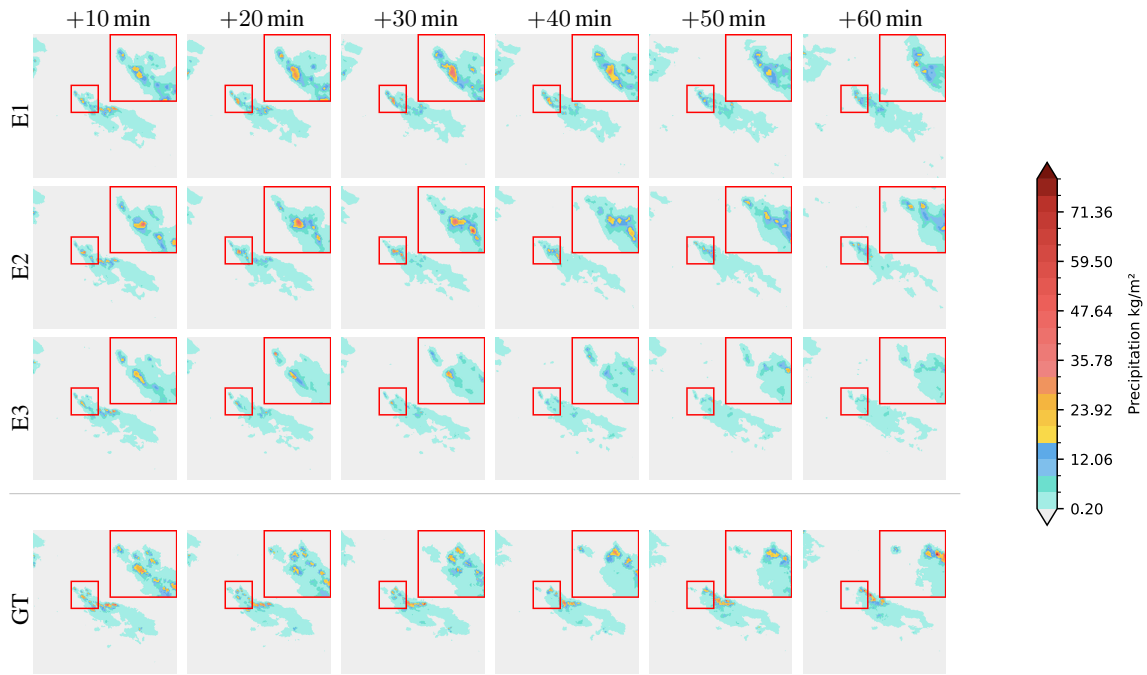 +10 min +20 min +30 min +40 min +50 min +60 min
E1
E2
E3
GT
71.36
59.50
47.64
35.78
23.92
12.06
0.20
Precipitation kg/m²